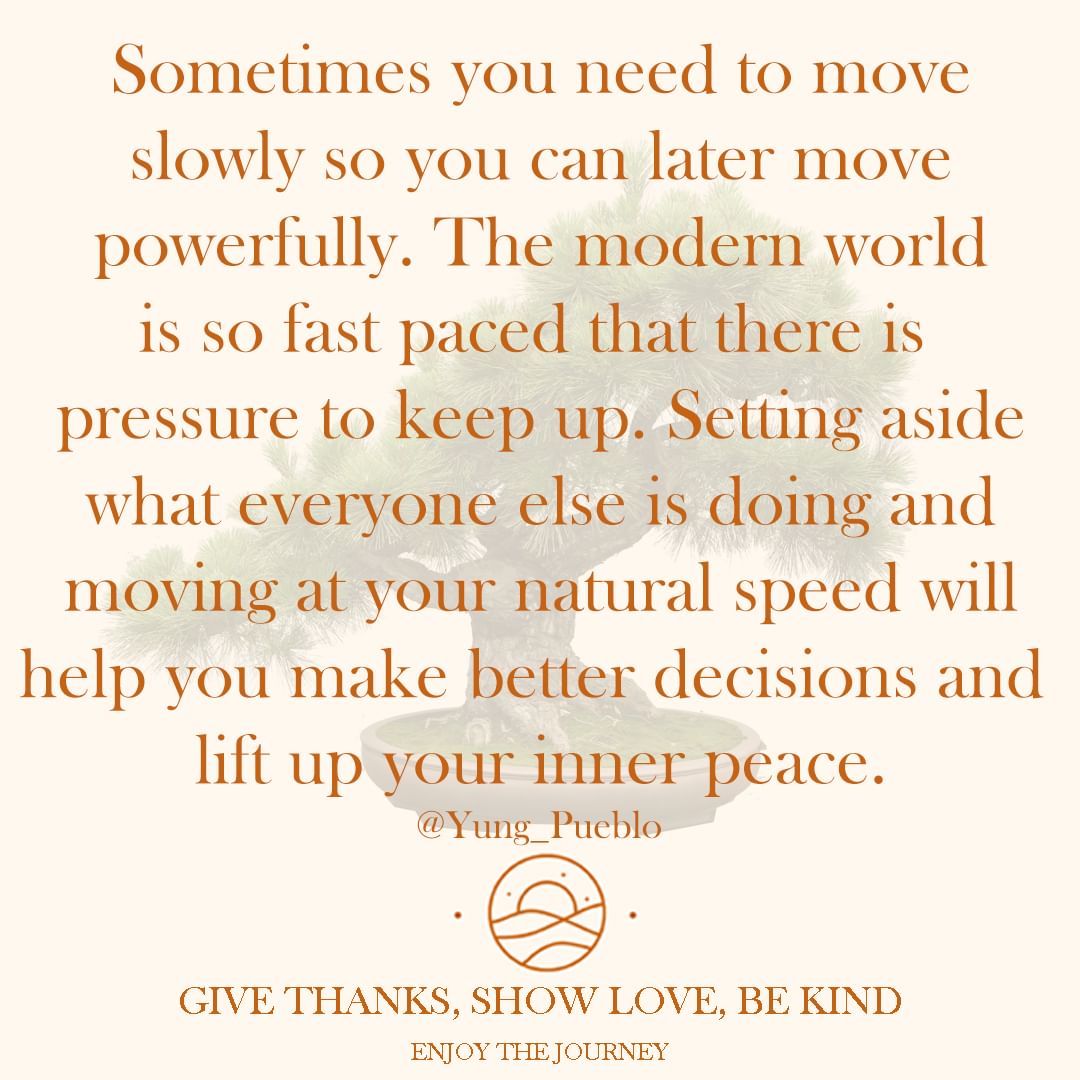 Sometimes you need to move
slowly so you can later move
powerfully. The modern world
is so fast paced that there is
pressure to keep up. Setting aside
what everyone else is doing and
moving at your natural speed will
help you make better decisions and
lift up your inner peace.
@Yung_Pueblo
GIVE THANKS, SHOW LOVE, BE KIND
ENJOY THE JOURNEY